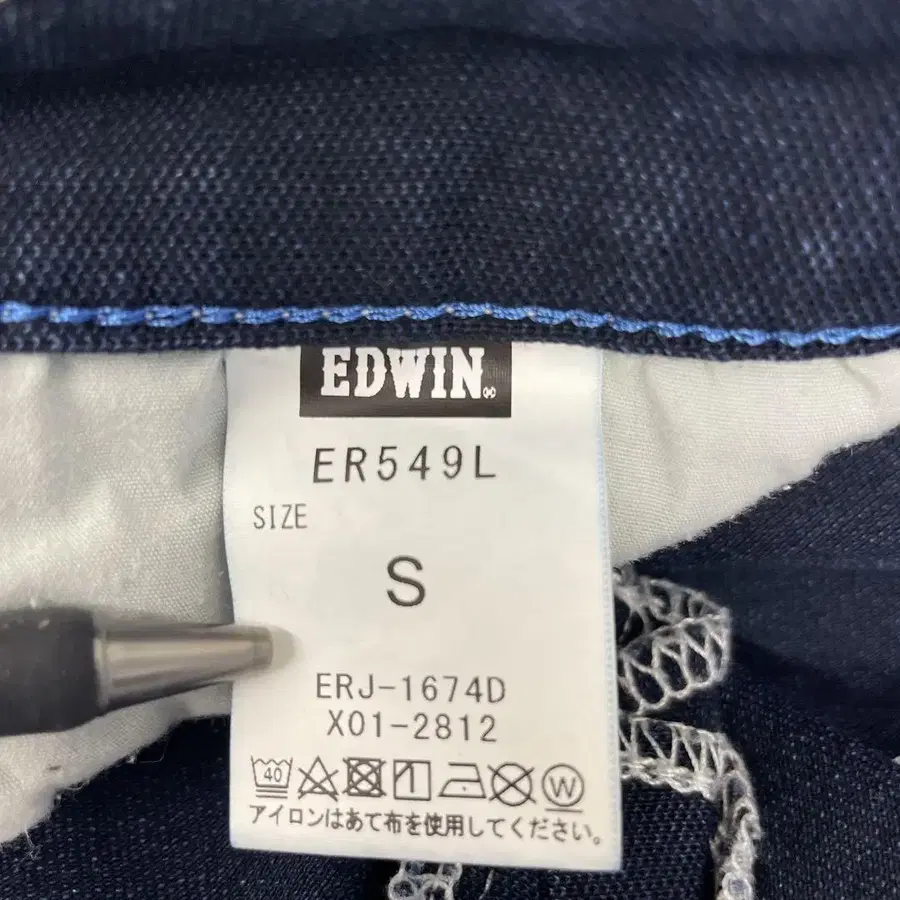 EDWIN
ER549L
SIZE
S
ERJ-1674D
X01-2812
40 W
アイロンはあて布を使用してください。